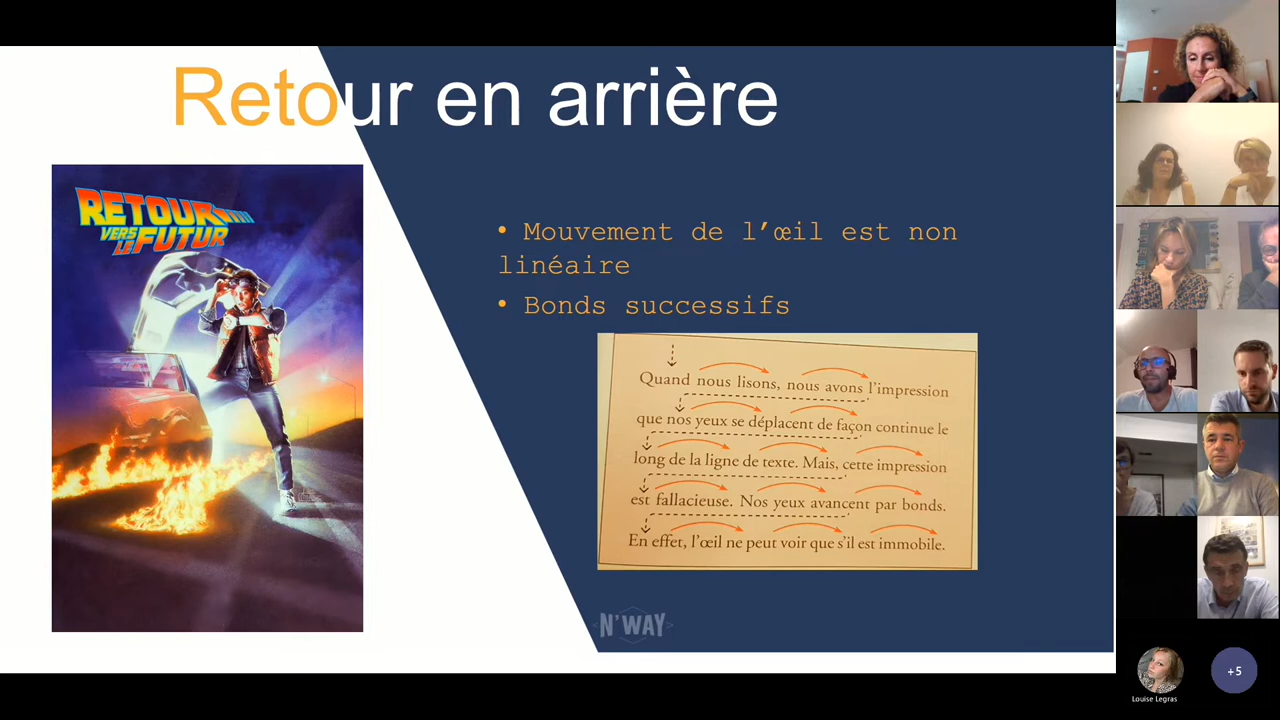 Retour en arrière
RETOUR
VERS
LE FUTUR
• Mouvement de l’œil est non
linéaire
• Bonds successifs
Quand nous lisons, nous avons l’impression
que nos yeux se déplacent de façon continue le
long de la ligne de texte. Mais, cette impression
est fallacieuse. Nos yeux avancent par bonds.
En effet, l’œil ne peut voir que s’il est immobile.
N’WAY
Louise Legras
+5